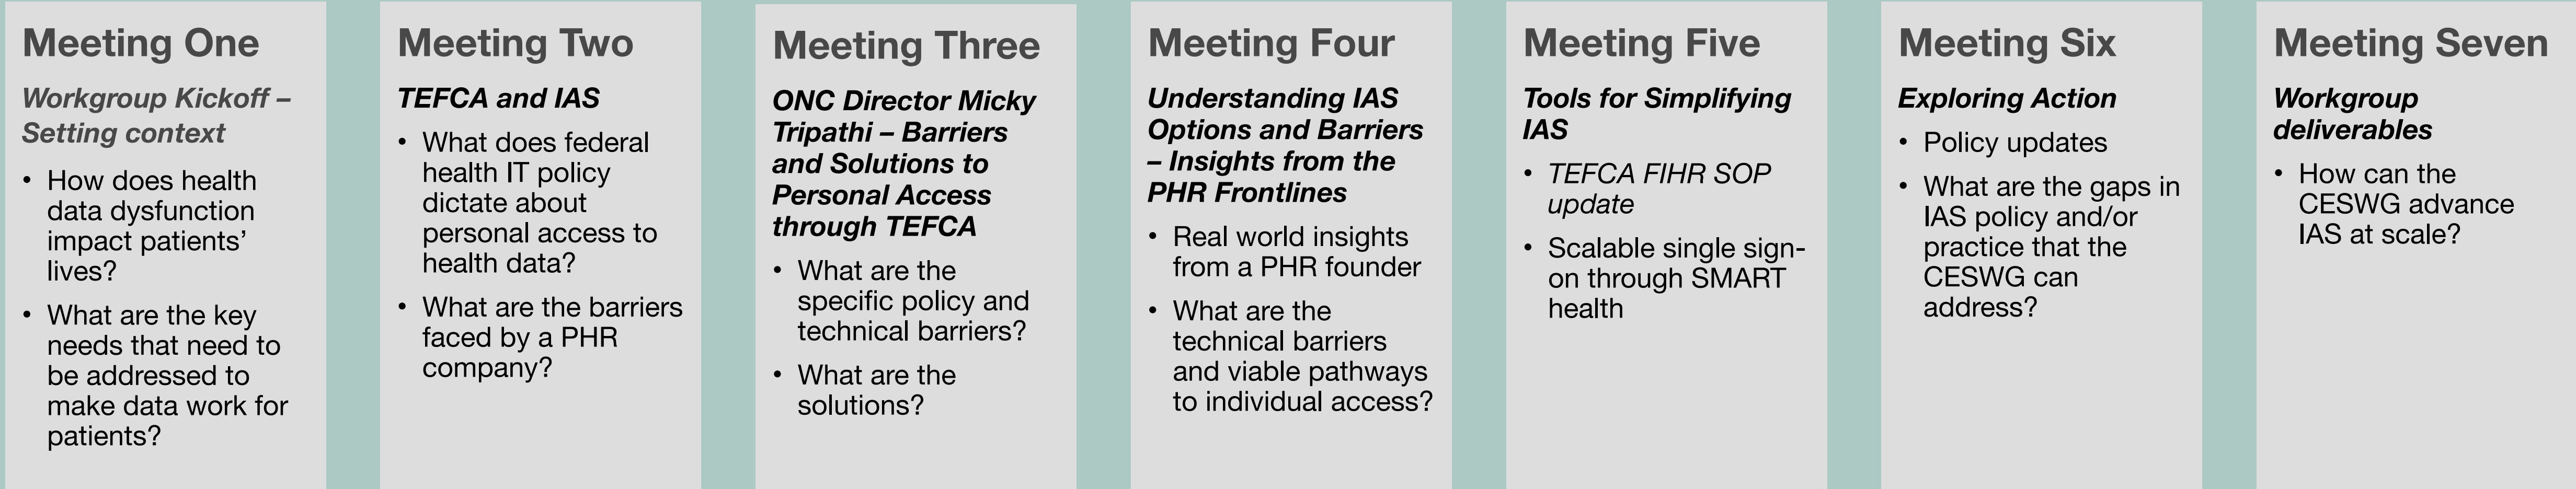 Meeting One
Workgroup Kickoff –
Setting context
• How does health
data dysfunction
impact patients’
lives?
• What are the key
needs that need to
be addressed to
make data work for
patients?
Meeting Two
TEFCA and IAS
• What does federal
health IT policy
dictate about
personal access to
health data?
• What are the barriers
faced by a PHR
company?
Meeting Three
ONC Director Micky
Tripathi – Barriers
and Solutions to
Personal Access
through TEFCA
• What are the
specific policy and
technical barriers?
• What are the
solutions?
Meeting Four
Understanding IAS
Options and Barriers
– Insights from the
PHR Frontlines
• Real world insights
from a PHR founder
• What are the
technical barriers
and viable pathways
to individual access?
Meeting Five
Tools for Simplifying
IAS
• TEFCA FIHR SOP
update
• Scalable single sign-
on through SMART
health
Meeting Six
Exploring Action
• Policy updates
• What are the gaps in
IAS policy and/or
practice that the
CESWG can
address?
Meeting Seven
Workgroup
deliverables
• How can the
CESWG advance
IAS at scale?